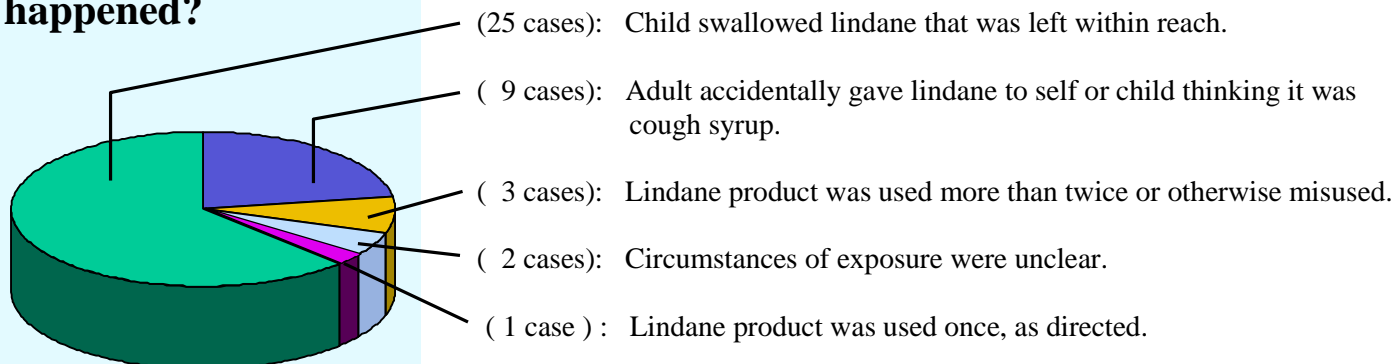 happened?
(25 cases): Child swallowed lindane that was left within reach.
( 9 cases): Adult accidentally gave lindane to self or child thinking it was
cough syrup.
( 3 cases): Lindane product was used more than twice or otherwise misused.
( 2 cases): Circumstances of exposure were unclear.
( 1 case ) : Lindane product was used once, as directed.